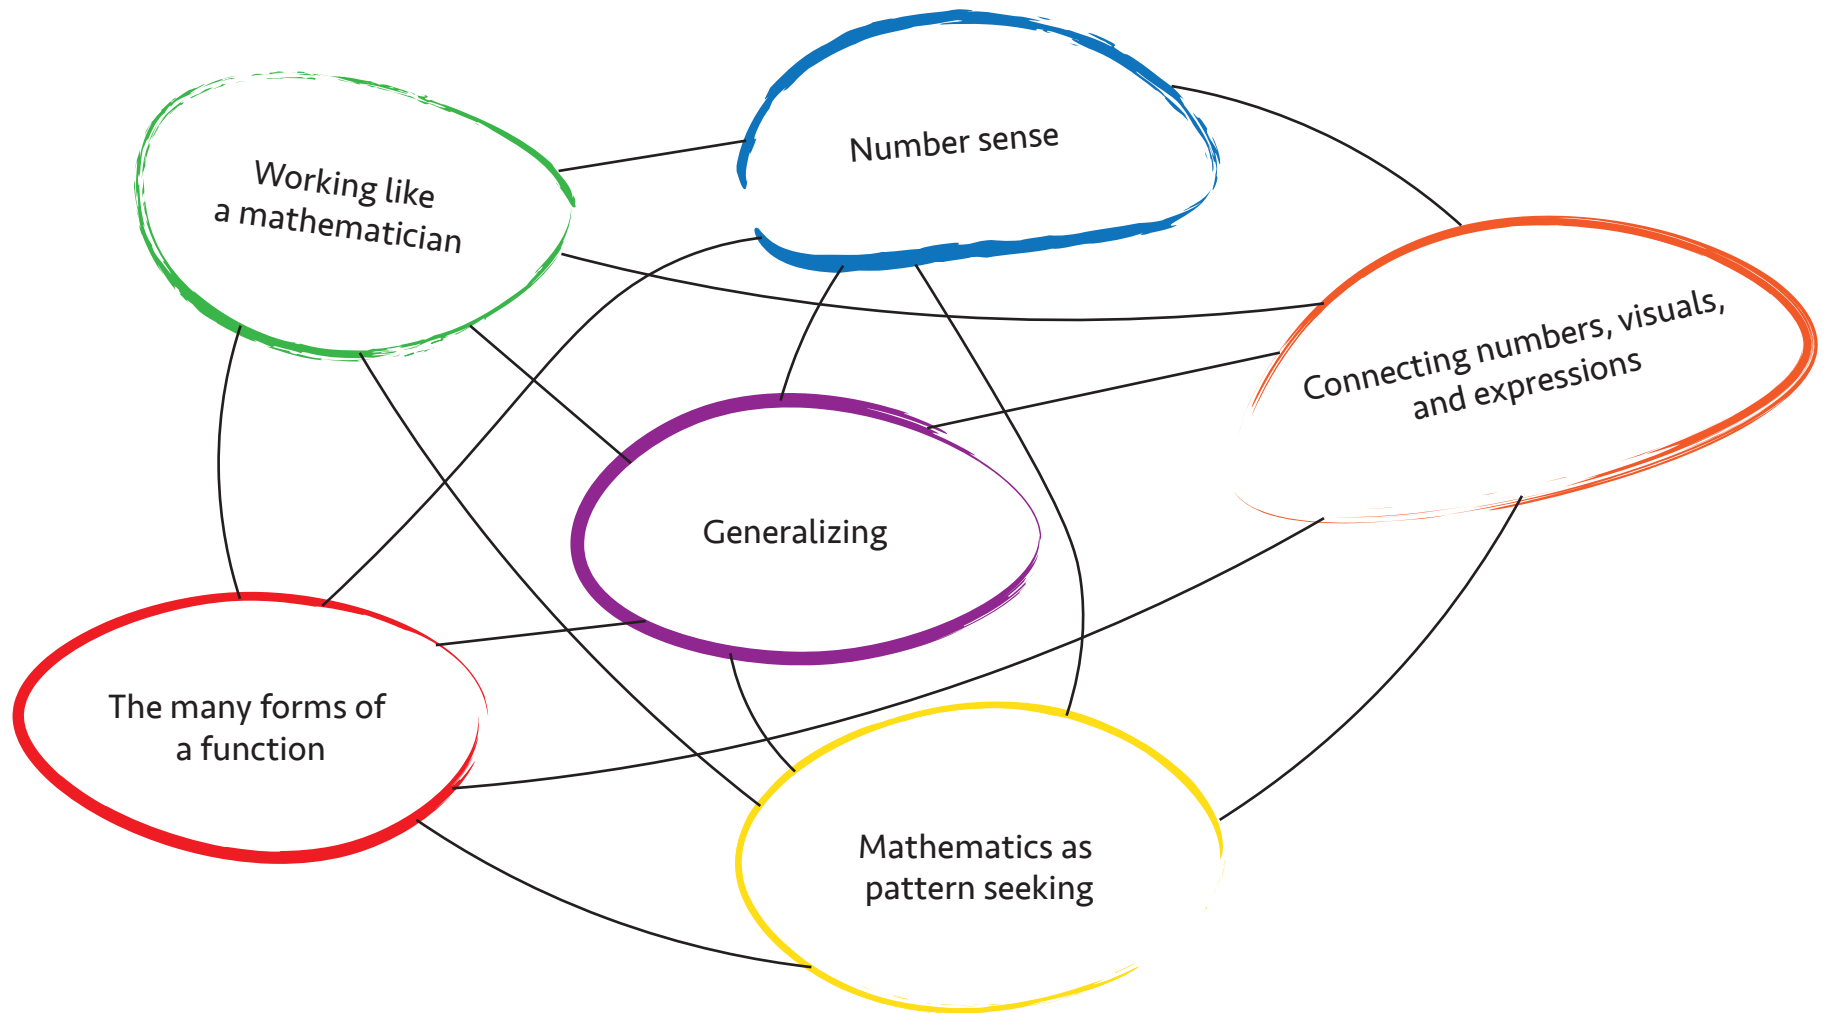 Number sense
Working like
a mathematician
Connecting numbers, visuals,
and expressions
Generalizing
The many forms of
a function
Mathematics as
pattern seeking